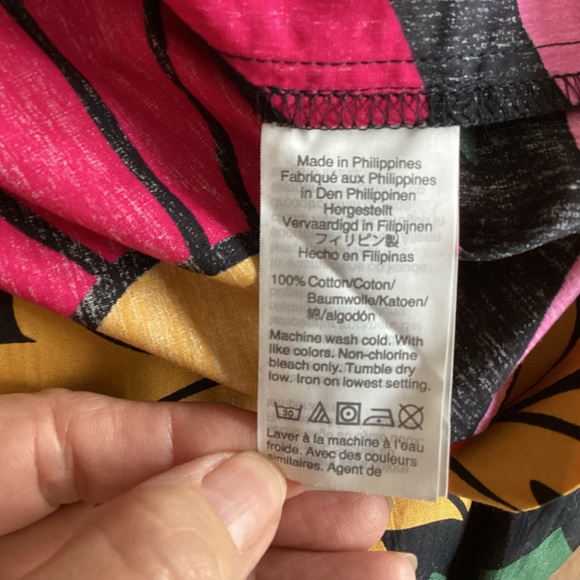 Made in Philippines
Fabriqué aux Philippines
in Den Philippinen
Hergestellt
Vervaardigd in Filipijnen
フィリピン製
Hecho en Filipinas
100% Cotton/Coton/
Baumwolle/Katoen/
綿/algodón
Machine wash cold. With
like colors. Non-chlorine
bleach only. Tumble dry
low. Iron on lowest setting.
30
Laver à la machine à l'eau
froide. Avec des couleurs
similaires. Agent de